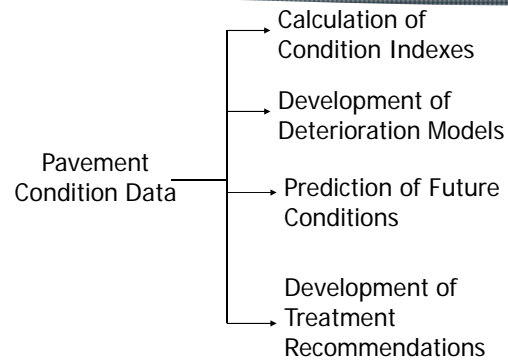 Calculation of
Condition Indexes
Development of
Deterioration Models
Pavement
Condition Data
Prediction of Future
Conditions
Development of
Treatment
Recommendations